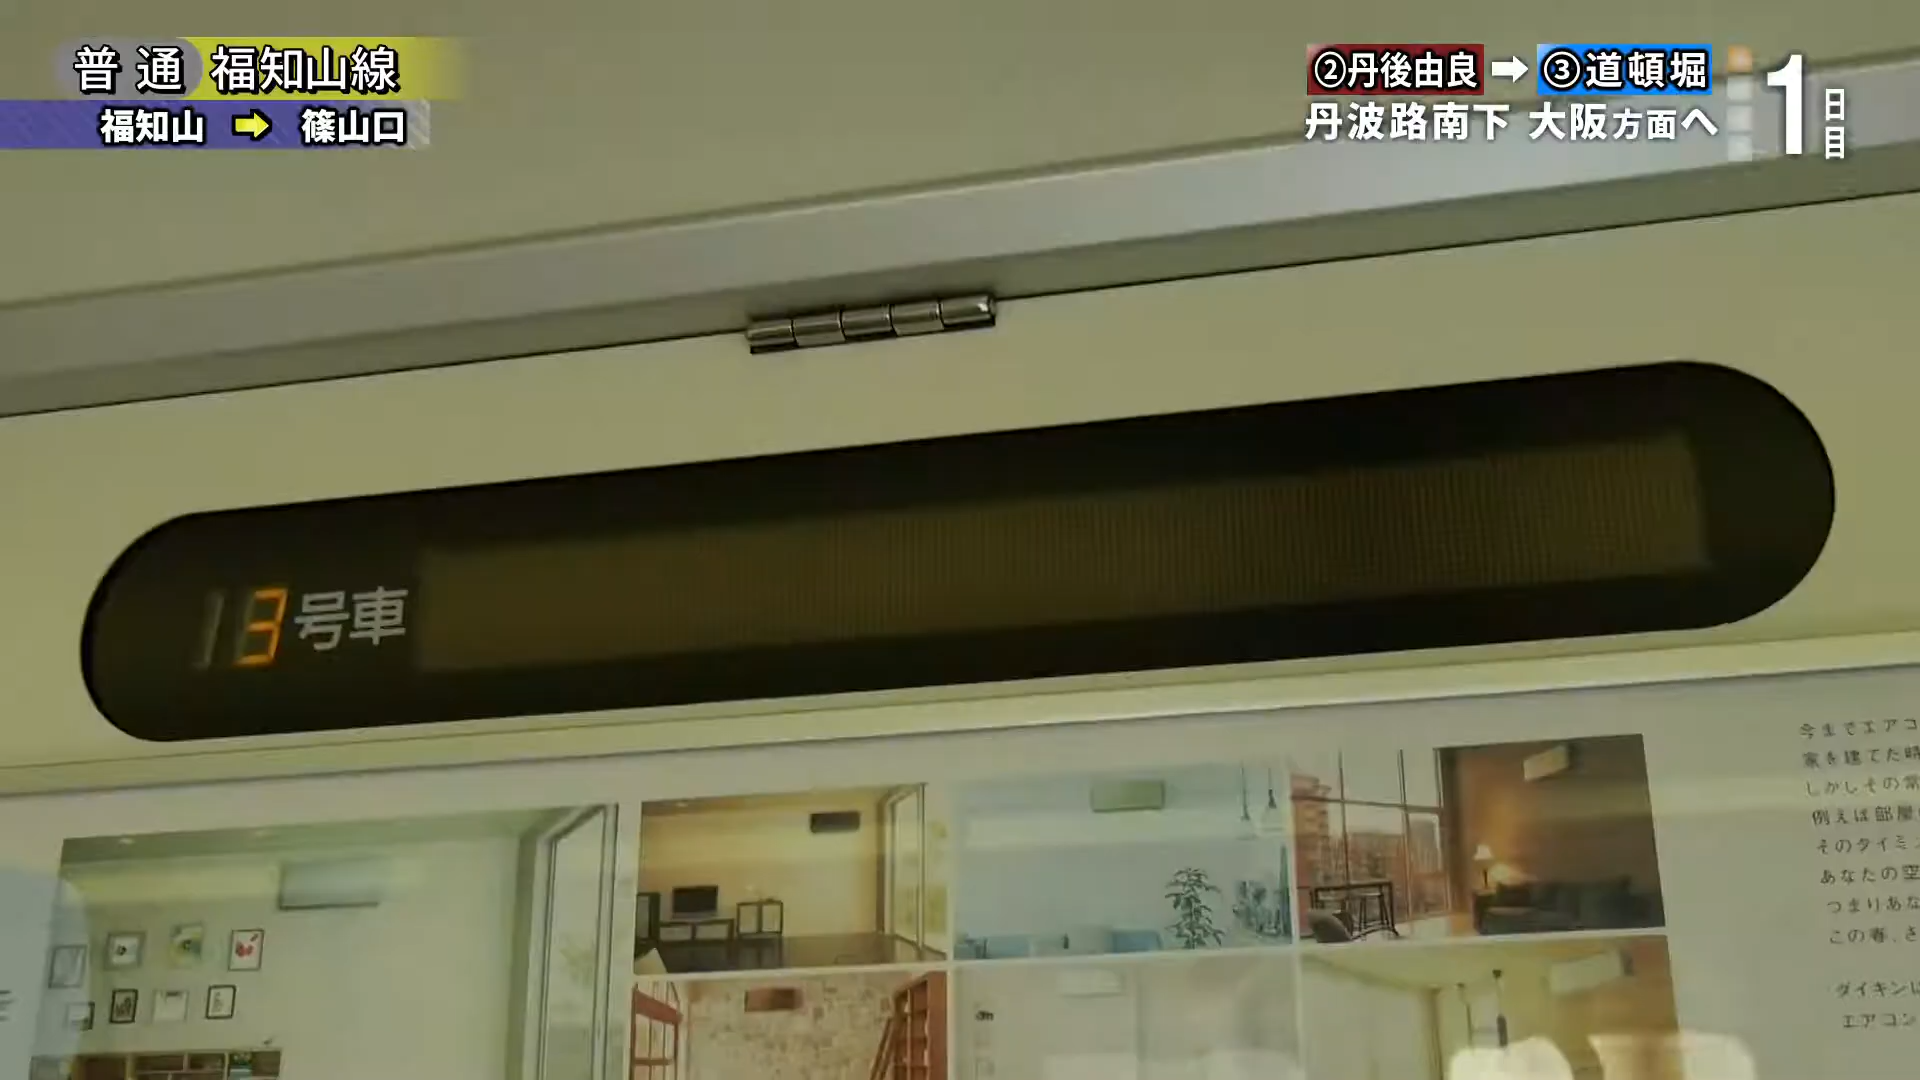 普通 福知山線
福知山 ➡ 篠山口
②丹後由良 ➡ ③道頓堀
丹波路南下 大阪方面へ
1日目
3号車
今までエアコ
家を建てた時
しかしその常
例えば部屋
そのタイミン
あなたの空
つまりあな
この春、さ
ダイキンに
エアコン